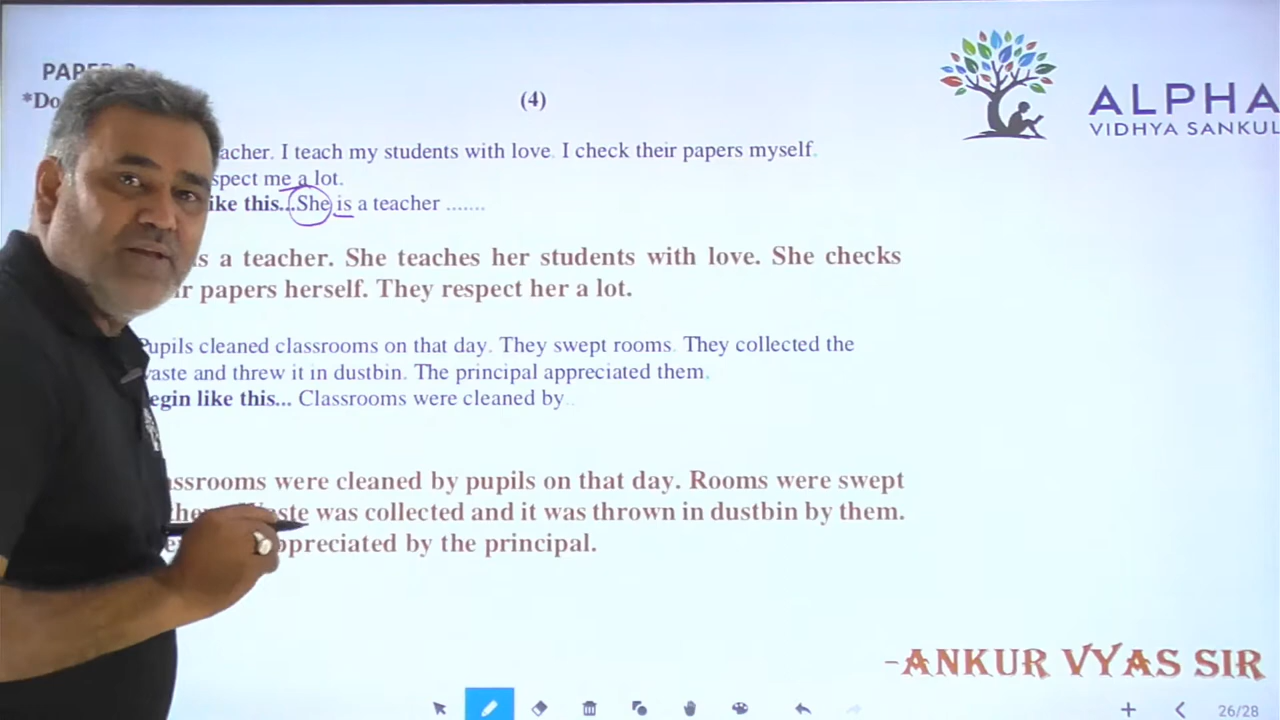 PAPER
*Do
(4)
acher. I teach my students with love. I check their papers myself.
spect me a lot.
ike this...She is a teacher .......
s a teacher. She teaches her students with love. She checks
r papers herself. They respect her a lot.
Pupils cleaned classrooms on that day. They swept rooms. They collected the
aste and threw it in dustbin. The principal appreciated them.
egin like this... Classrooms were cleaned by..
ssrooms were cleaned by pupils on that day. Rooms were swept
the aste was collected and it was thrown in dustbin by them.
ppreciated by the principal.
ALPHA
VIDHYA SANKUL
-ANKUR VYAS SIR
26/28